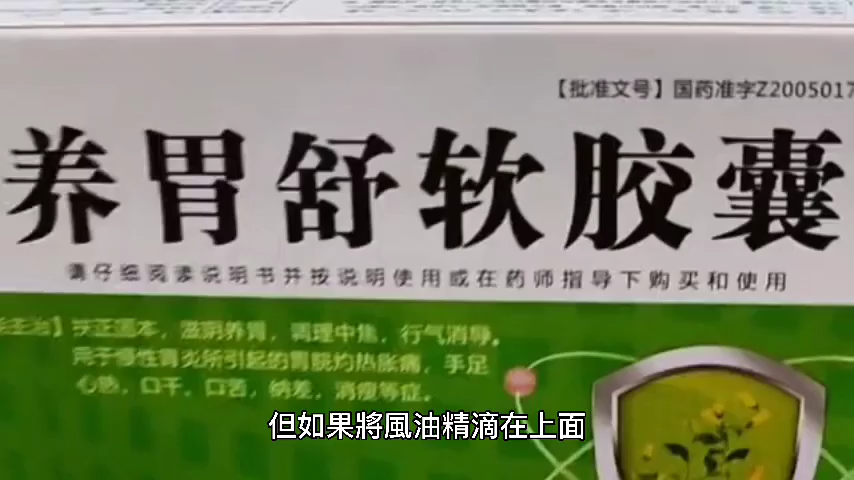 【批准文号】国药准字Z2005017
养胃舒软胶囊
请仔细阅读说明书并按说明使用或在药师指导下购买和使用
主治】扶正固本，滋阴养胃，调理中焦，行气消导。
用于慢性胃炎所引起的胃脘灼热胀痛，手足
心热，口干，口苦，纳差，消瘦等症。
但如果將風油精滴在上面